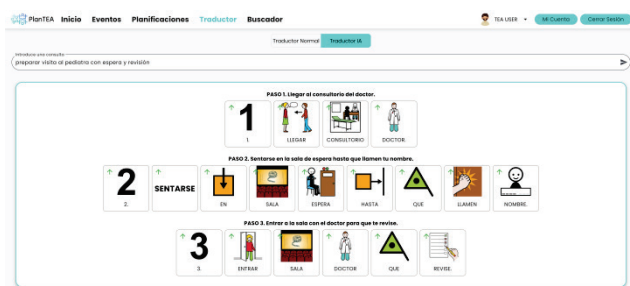 PlanTEA Inicio Eventos Planificaciones Traductor Buscador TEA USER Mi Cuenta Cerrar Sesión
Traductor Normal Traductor IA
Introduce una consulta
preparar visita al pediatra con espera y revisión
PASO 1. Llegar al consultorio del doctor.
1
1. LLEGAR CONSULTORIO DOCTOR.
PASO 2. Sentarse en la sala de espera hasta que llamen tu nombre.
2 SENTARSE
2. EN SALA ESPERA HASTA QUE LLAMEN NOMBRE.
PASO 3. Entrar a la sala con el doctor para que te revise.
3
3. ENTRAR SALA DOCTOR QUE REVISE.